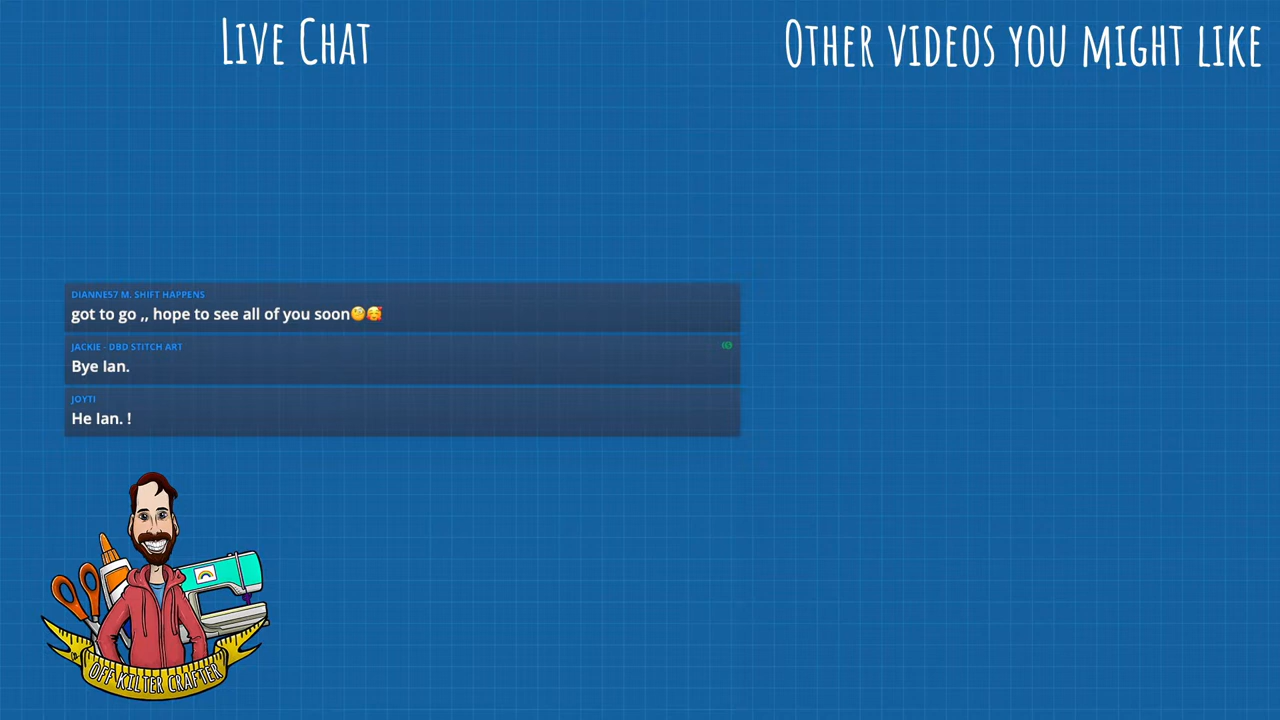 LIVE CHAT
OTHER VIDEOS YOU MIGHT LIKE
DIANNE57 M. SHIFT HAPPENS
got to go ,, hope to see all of you soon🧐🥰
JACKIE - DBD STITCH ART
Bye Ian.
JOYTI
He Ian. !
OFF KILTER CRAFTER